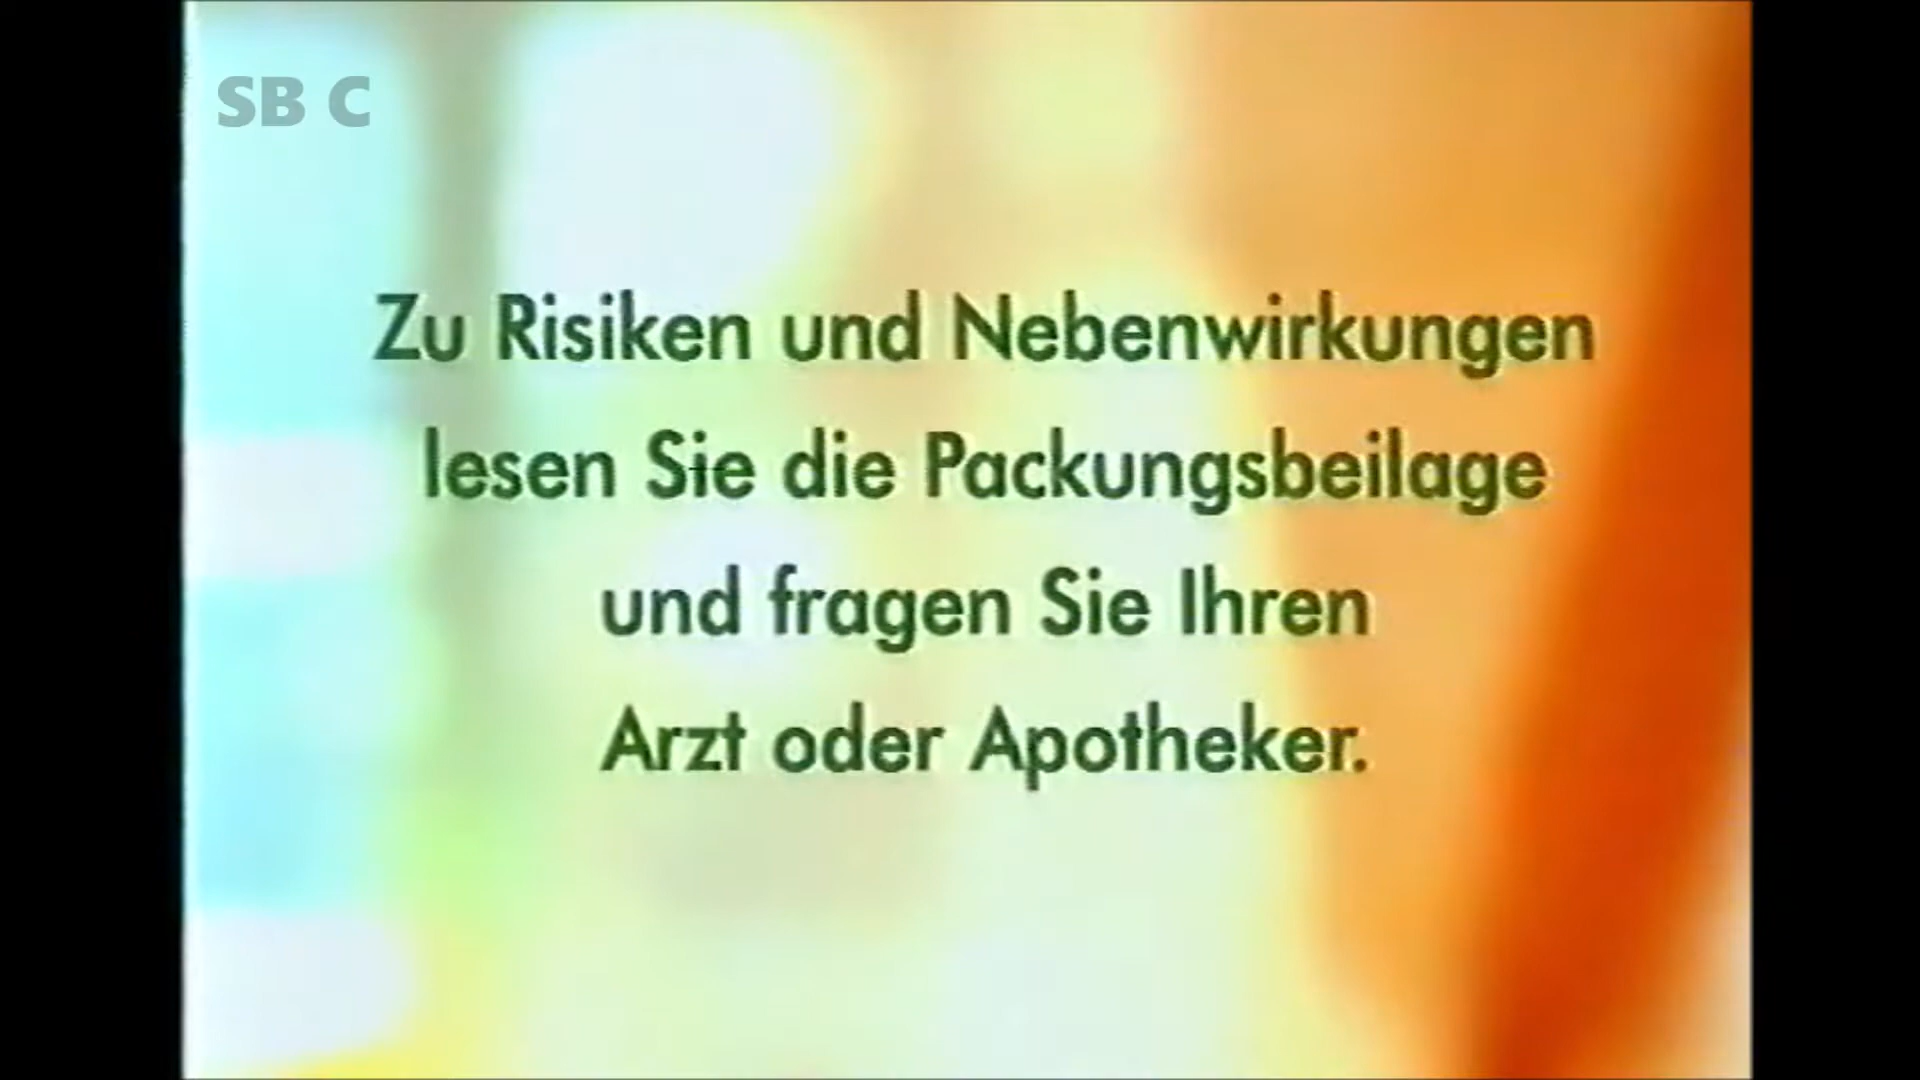 SB C
Zu Risiken und Nebenwirkungen
lesen Sie die Packungsbeilage
und fragen Sie Ihren
Arzt oder Apotheker.